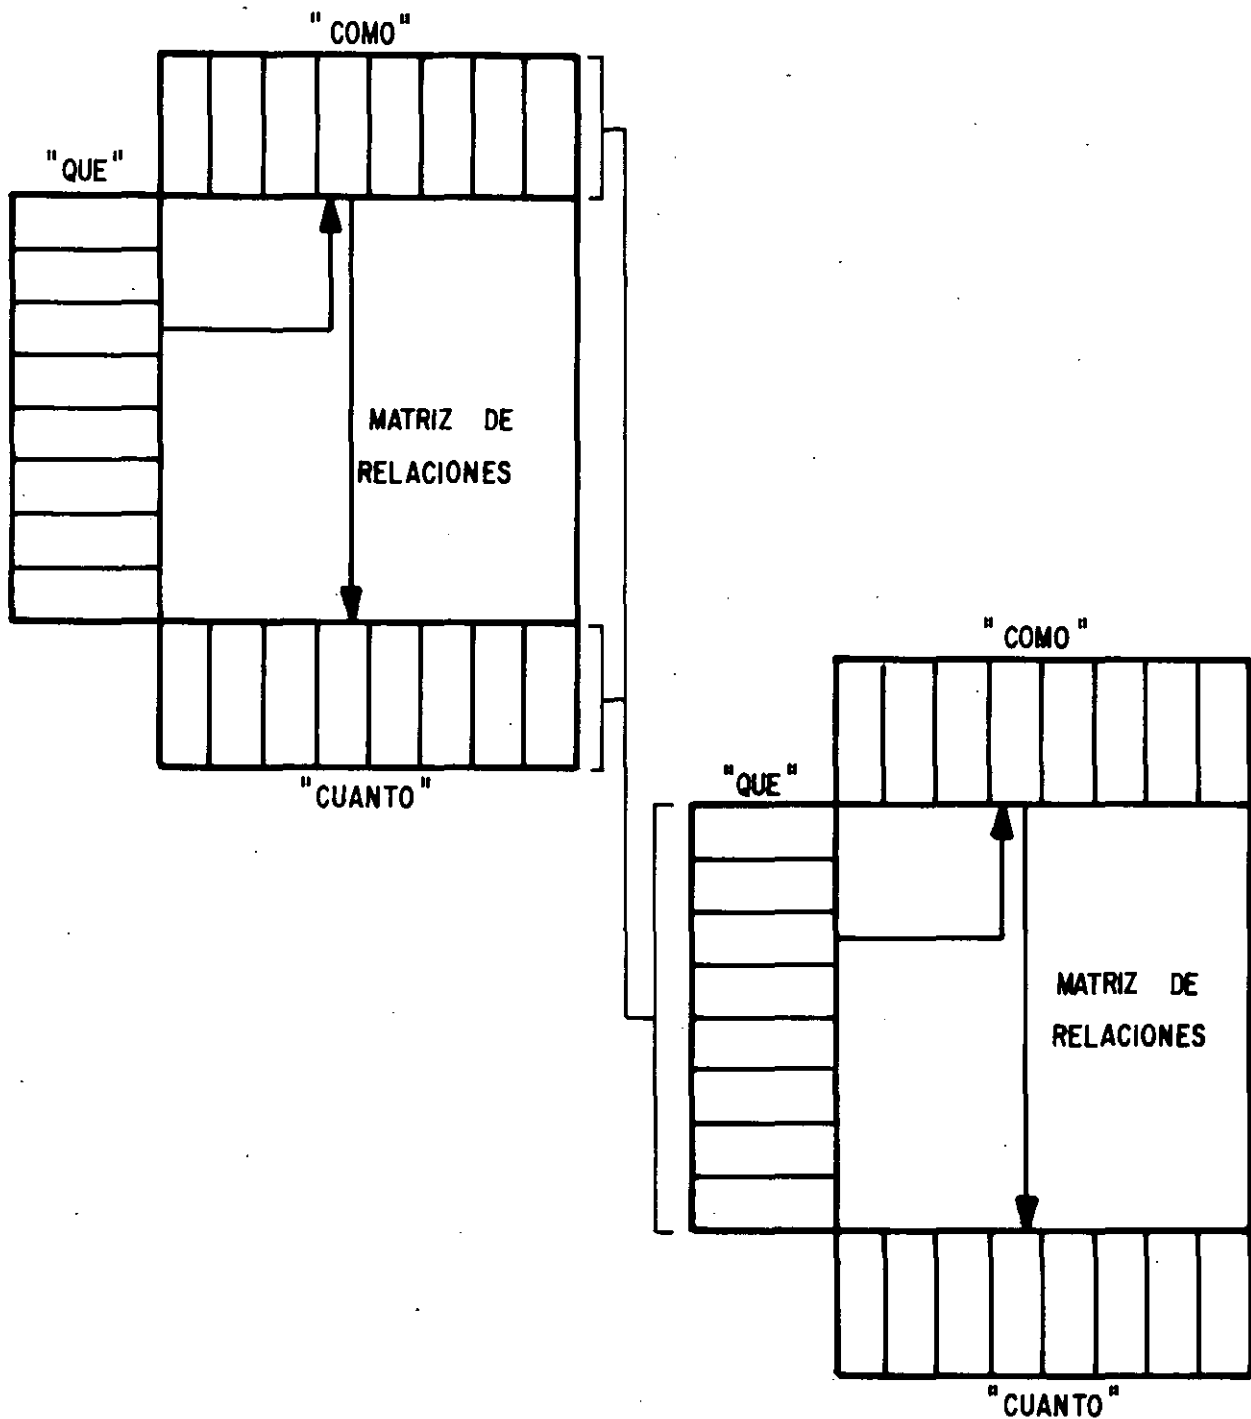 "COMO"
"QUE"
MATRIZ DE
RELACIONES
"CUANTO"
"COMO"
"QUE"
MATRIZ DE
RELACIONES
"CUANTO"